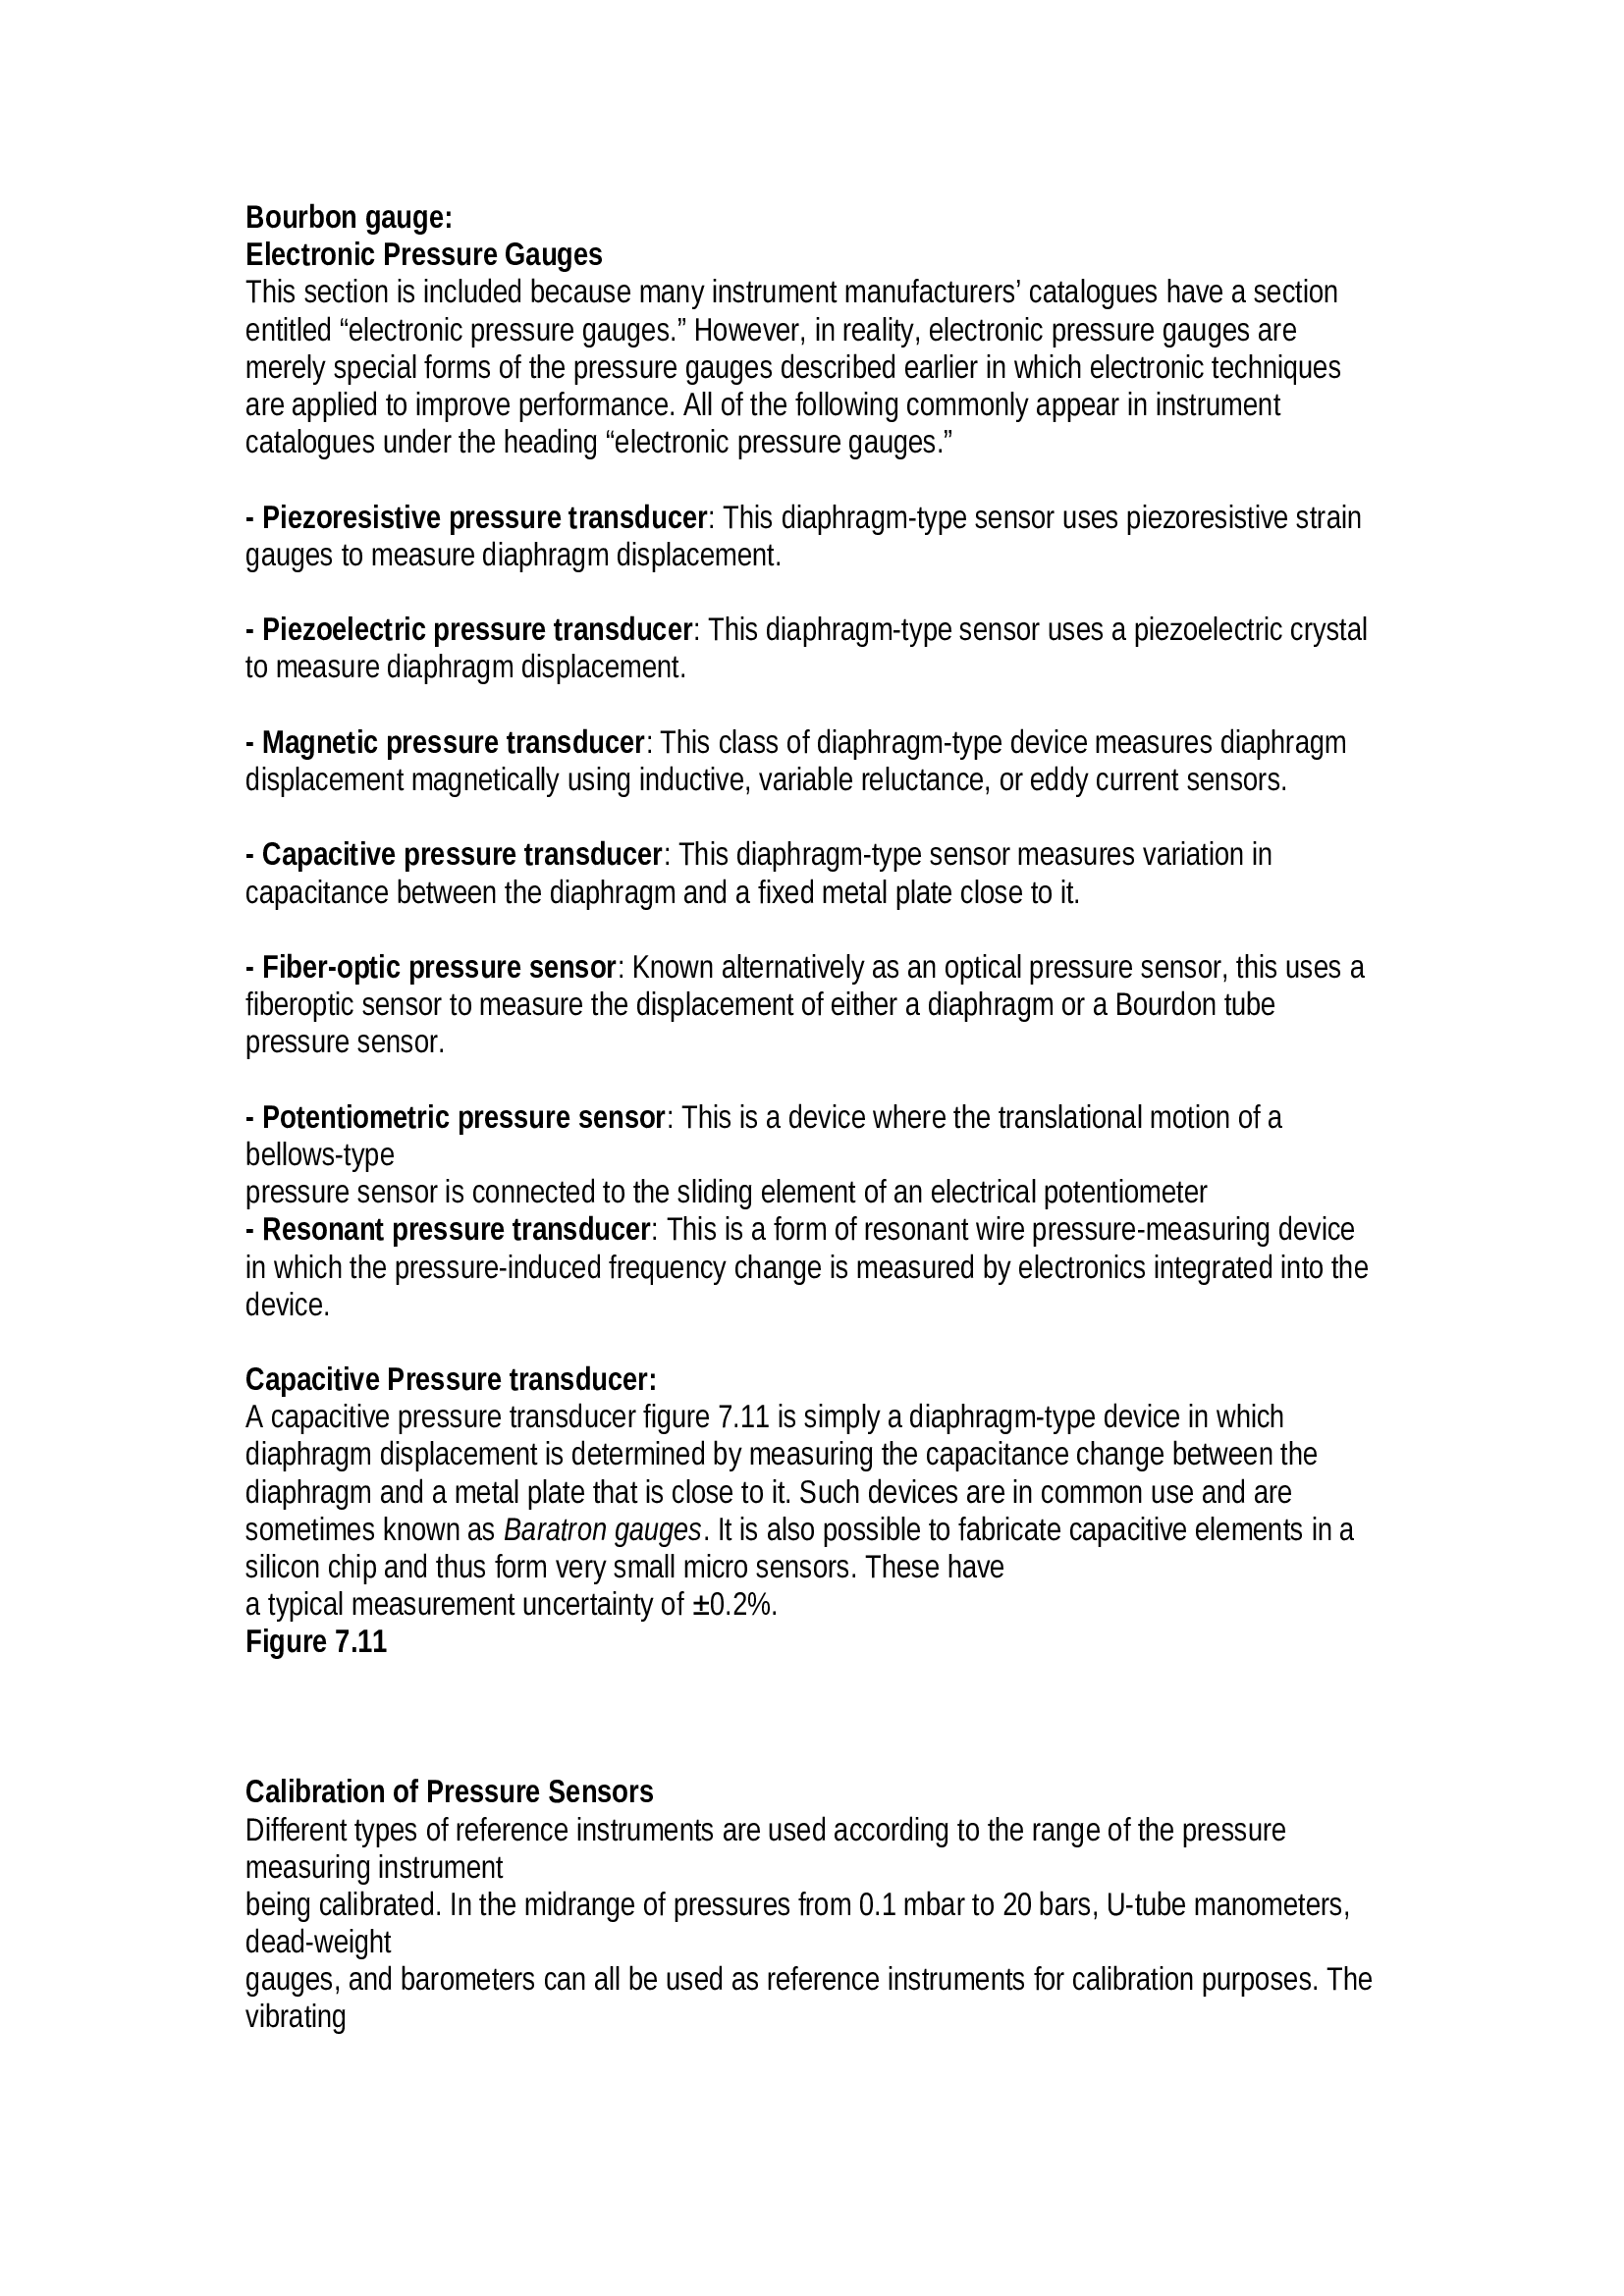 Bourbon gauge:
Electronic Pressure Gauges
This section is included because many instrument manufacturers’ catalogues have a section
entitled “electronic pressure gauges.” However, in reality, electronic pressure gauges are
merely special forms of the pressure gauges described earlier in which electronic techniques
are applied to improve performance. All of the following commonly appear in instrument
catalogues under the heading “electronic pressure gauges.”
- Piezoresistive pressure transducer: This diaphragm-type sensor uses piezoresistive strain
gauges to measure diaphragm displacement.
- Piezoelectric pressure transducer: This diaphragm-type sensor uses a piezoelectric crystal
to measure diaphragm displacement.
- Magnetic pressure transducer: This class of diaphragm-type device measures diaphragm
displacement magnetically using inductive, variable reluctance, or eddy current sensors.
- Capacitive pressure transducer: This diaphragm-type sensor measures variation in
capacitance between the diaphragm and a fixed metal plate close to it.
- Fiber-optic pressure sensor: Known alternatively as an optical pressure sensor, this uses a
fiberoptic sensor to measure the displacement of either a diaphragm or a Bourdon tube
pressure sensor.
- Potentiometric pressure sensor: This is a device where the translational motion of a
bellows-type
pressure sensor is connected to the sliding element of an electrical potentiometer
- Resonant pressure transducer: This is a form of resonant wire pressure-measuring device
in which the pressure-induced frequency change is measured by electronics integrated into the
device.
Capacitive Pressure transducer:
A capacitive pressure transducer figure 7.11 is simply a diaphragm-type device in which
diaphragm displacement is determined by measuring the capacitance change between the
diaphragm and a metal plate that is close to it. Such devices are in common use and are
sometimes known as Baratron gauges. It is also possible to fabricate capacitive elements in a
silicon chip and thus form very small micro sensors. These have
a typical measurement uncertainty of ±0.2%.
Figure 7.11
Calibration of Pressure Sensors
Different types of reference instruments are used according to the range of the pressure
measuring instrument
being calibrated. In the midrange of pressures from 0.1 mbar to 20 bars, U-tube manometers,
dead-weight
gauges, and barometers can all be used as reference instruments for calibration purposes. The
vibrating